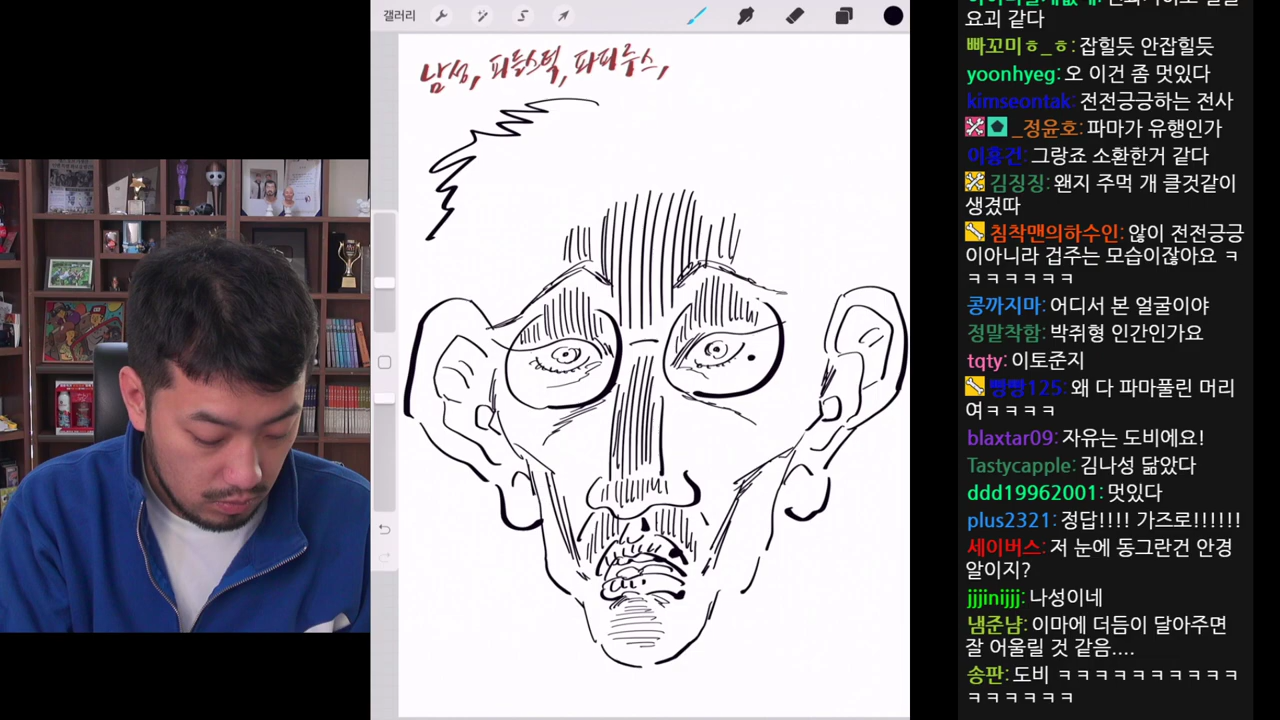 갤러리
남성, 피들스틱, 파피루스,
요괴 같다
빠꼬미ㅎ_ㅎ: 잡힐듯 안잡힐듯
yoonhyeg: 오 이건 좀 멋있다
kimseontak: 전전긍긍하는 전사
_정윤호: 파마가 유행인가
이흥건: 그랑죠 소환한거 같다
김징징: 왠지 주먹 개 클것같이
생겼따
침착맨의하수인: 않이 전전긍긍
이아니라 겁주는 모습이잖아요 ㅋ
ㅋㅋㅋㅋㅋㅋ
콩까지마: 어디서 본 얼굴이야
정말착함: 박쥐형 인간인가요
tqty: 이토준지
빵빵125: 왜 다 파마풀린 머리
여ㅋㅋㅋㅋ
blaxtar09: 자유는 도비에요!
Tastycapple: 김나성 닮았다
ddd19962001: 멋있다
plus2321: 정답!!!! 가즈로!!!!!!
세이버스: 저 눈에 동그란건 안경
알이지?
jjjinijjj: 나성이네
냄준냥: 이마에 더듬이 달아주면
잘 어울릴 것 같음....
송판: 도비 ㅋㅋㅋㅋㅋㅋㅋㅋㅋㅋ
ㅋㅋㅋㅋㅋㅋ